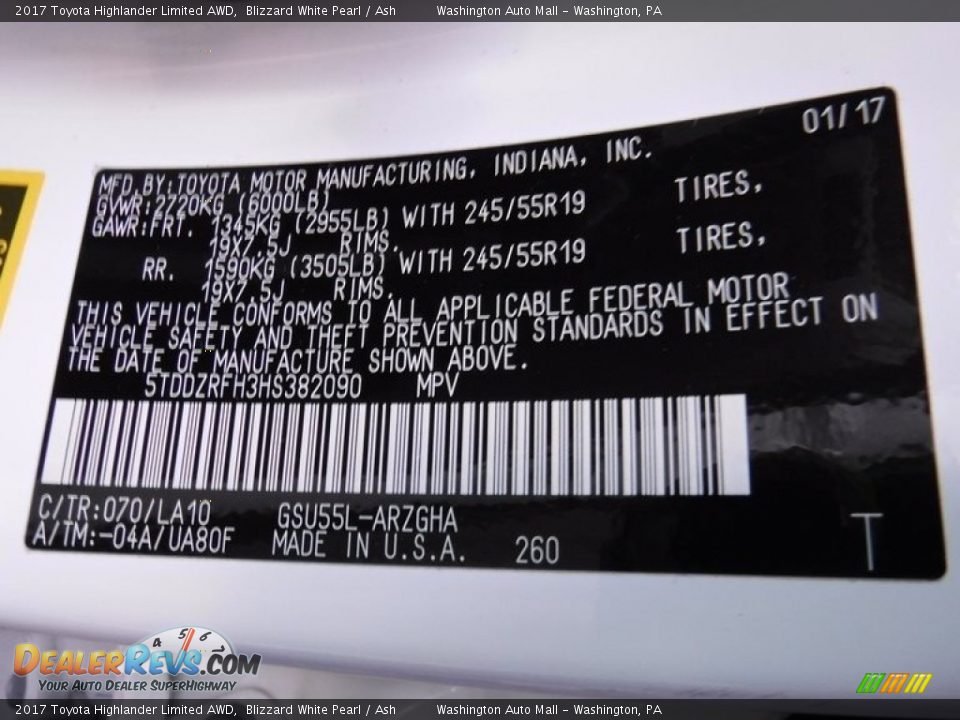 2017 Toyota Highlander Limited AWD, Blizzard White Pearl / Ash Washington Auto Mall - Washington, PA
01/17
MFD.BY:TOYOTA MOTOR MANUFACTURING, INDIANA, INC.
GVWR:2720KG (6000LB)
GAWR:FRT. 1345KG (2955LB) WITH 245/55R19 TIRES,
19X7.5J RIMS.
RR. 1590KG (3505LB) WITH 245/55R19 TIRES,
19X7.5J RIMS.
THIS VEHICLE CONFORMS TO ALL APPLICABLE FEDERAL MOTOR
VEHICLE SAFETY AND THEFT PREVENTION STANDARDS IN EFFECT ON
THE DATE OF MANUFACTURE SHOWN ABOVE.
5TDDZRFH3HS382090 MPV
C/TR:070/LA10 GSU55L-ARZGHA
A/TM:-04A/UA80F MADE IN U.S.A. 260 T
4 5 6
DEALERREVS.COM
YOUR AUTO DEALER SUPERHIGHWAY
2017 Toyota Highlander Limited AWD, Blizzard White Pearl / Ash Washington Auto Mall - Washington, PA